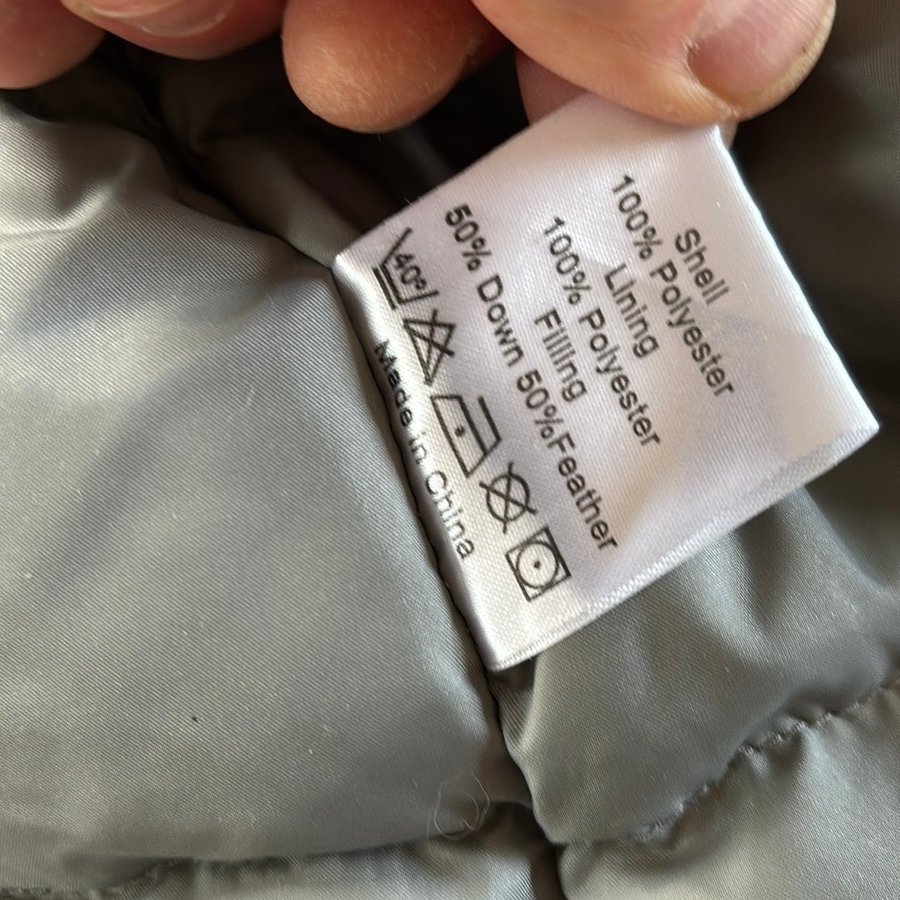 Shell
100% Polyester
Lining
100% Polyester
Filling
50% Down 50%Feather
40°
Made in China